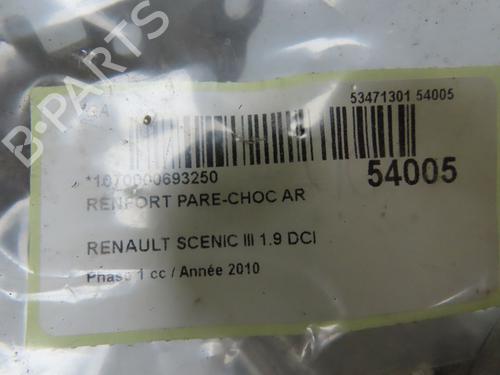 53471301 54005
*1670000693250
54005
RENFORT PARE-CHOC AR
RENAULT SCENIC III 1.9 DCI
Phase 1 cc / Année 2010
B-PARTS